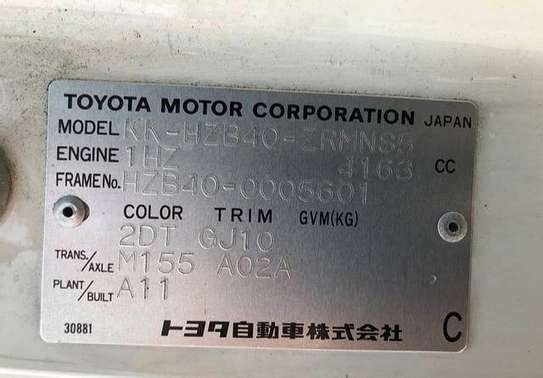 TOYOTA MOTOR CORPORATION JAPAN
MODEL KK-HZB40-ZRMNS5
ENGINE 1HZ 4163 CC
FRAME No. HZB40-0005601
COLOR TRIM GVM(KG)
2DT GJ10
TRANS./AXLE M155 A02A
PLANT/BUILT A11
30881 トヨタ自動車株式会社 C